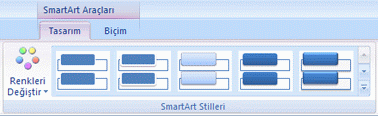 SmartArt Araçları
Tasarım Biçim
Renkleri
Değiştir
SmartArt Stilleri